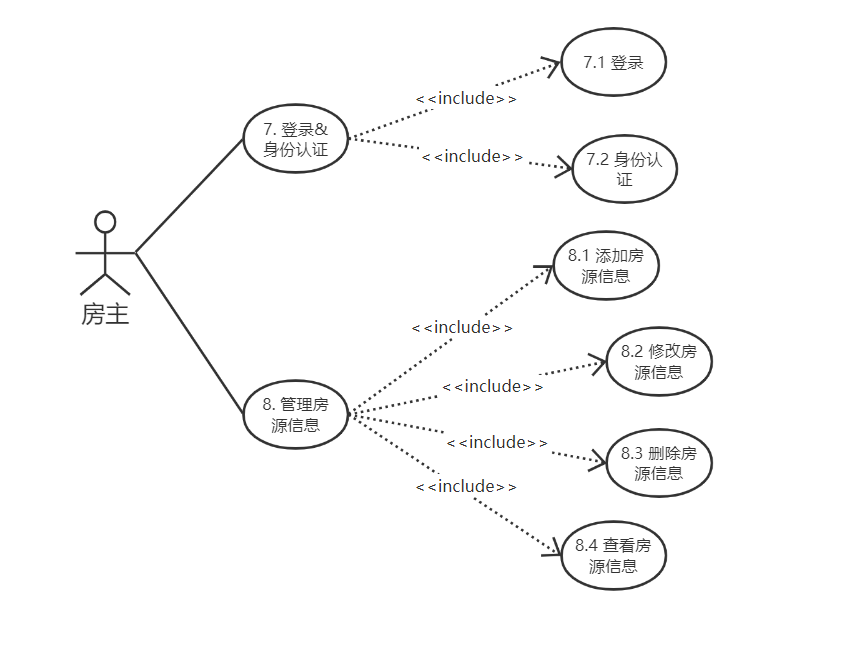 7.1 登录
<<include>>
7. 登录&
身份认证
<<include>>
7.2 身份认
证
房主
8.1 添加房
源信息
<<include>>
8.2 修改房
源信息
<<include>>
8. 管理房
源信息
<<include>>
8.3 删除房
源信息
<<include>>
8.4 查看房
源信息